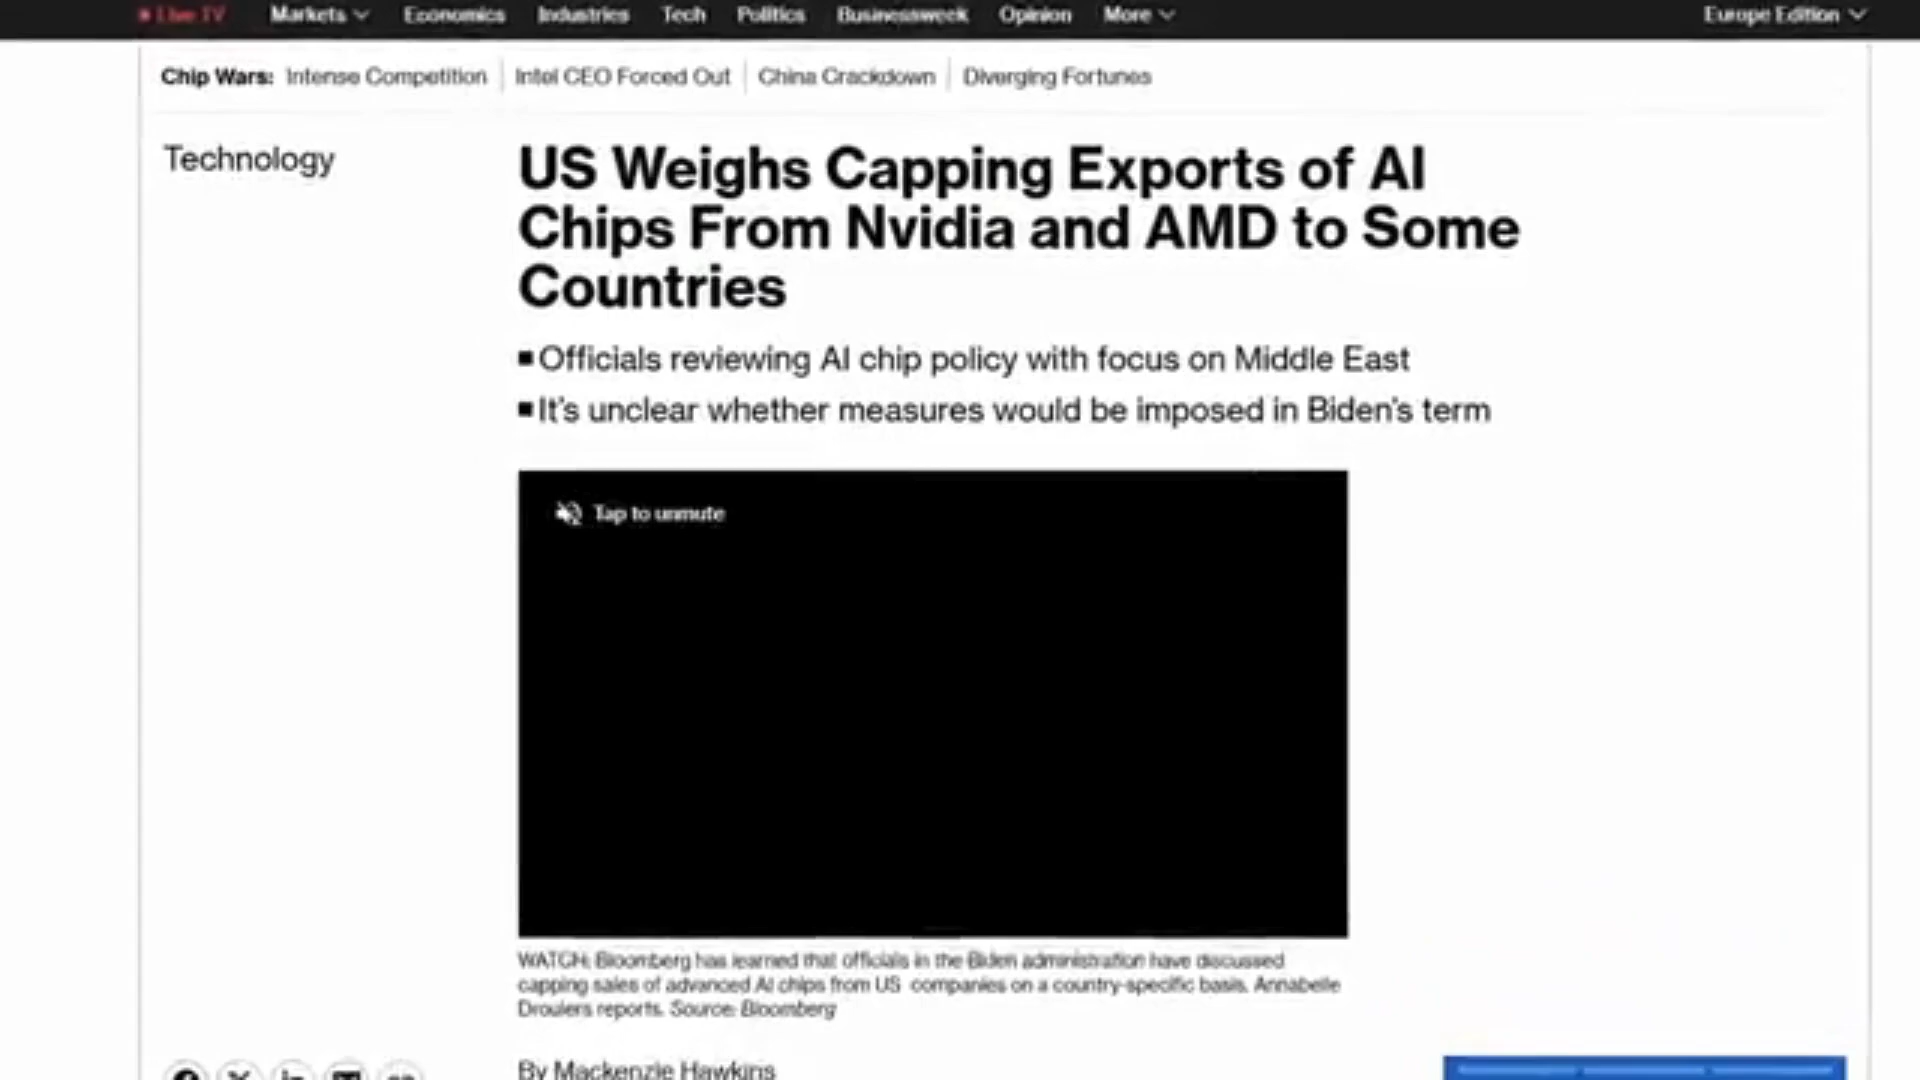 Live TV Markets Economics Industries Tech Politics Businessweek Opinion More Europe Edition
Chip Wars: Intense Competition Intel CEO Forced Out China Crackdown Diverging Fortunes
Technology
US Weighs Capping Exports of AI
Chips From Nvidia and AMD to Some
Countries
Officials reviewing AI chip policy with focus on Middle East
It's unclear whether measures would be imposed in Biden's term
Tap to unmute
WATCH: Bloomberg has learned that officials in the Biden administration have discussed
capping sales of advanced AI chips from US companies on a country-specific basis. Annabelle
Droulers reports. Source: Bloomberg
By Mackenzie Hawkins